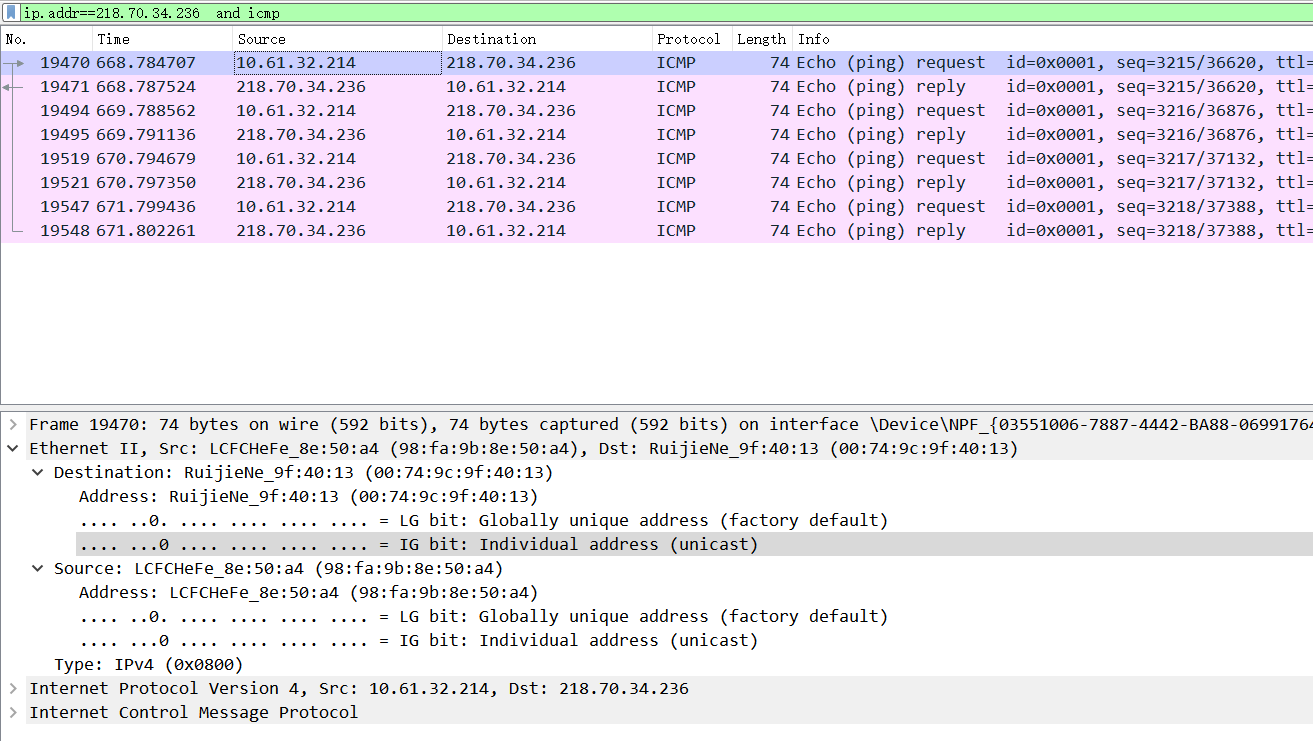 ip.addr==218.70.34.236  and icmp
No. Time Source Destination Protocol Length Info
19470 668.784707 10.61.32.214 218.70.34.236 ICMP 74 Echo (ping) request id=0x0001, seq=3215/36620, ttl=
19471 668.787524 218.70.34.236 10.61.32.214 ICMP 74 Echo (ping) reply id=0x0001, seq=3215/36620, ttl=
19494 669.788562 10.61.32.214 218.70.34.236 ICMP 74 Echo (ping) request id=0x0001, seq=3216/36876, ttl=
19495 669.791136 218.70.34.236 10.61.32.214 ICMP 74 Echo (ping) reply id=0x0001, seq=3216/36876, ttl=
19519 670.794679 10.61.32.214 218.70.34.236 ICMP 74 Echo (ping) request id=0x0001, seq=3217/37132, ttl=
19521 670.797350 218.70.34.236 10.61.32.214 ICMP 74 Echo (ping) reply id=0x0001, seq=3217/37132, ttl=
19547 671.799436 10.61.32.214 218.70.34.236 ICMP 74 Echo (ping) request id=0x0001, seq=3218/37388, ttl=
19548 671.802261 218.70.34.236 10.61.32.214 ICMP 74 Echo (ping) reply id=0x0001, seq=3218/37388, ttl=
Frame 19470: 74 bytes on wire (592 bits), 74 bytes captured (592 bits) on interface \Device\NPF_{03551006-7887-4442-BA88-0699176
Ethernet II, Src: LCFCHeFe_8e:50:a4 (98:fa:9b:8e:50:a4), Dst: RuijieNe_9f:40:13 (00:74:9c:9f:40:13)
Destination: RuijieNe_9f:40:13 (00:74:9c:9f:40:13)
Address: RuijieNe_9f:40:13 (00:74:9c:9f:40:13)
.... ..0. .... .... .... .... = LG bit: Globally unique address (factory default)
.... ...0 .... .... .... .... = IG bit: Individual address (unicast)
Source: LCFCHeFe_8e:50:a4 (98:fa:9b:8e:50:a4)
Address: LCFCHeFe_8e:50:a4 (98:fa:9b:8e:50:a4)
.... ..0. .... .... .... .... = LG bit: Globally unique address (factory default)
.... ...0 .... .... .... .... = IG bit: Individual address (unicast)
Type: IPv4 (0x0800)
Internet Protocol Version 4, Src: 10.61.32.214, Dst: 218.70.34.236
Internet Control Message Protocol